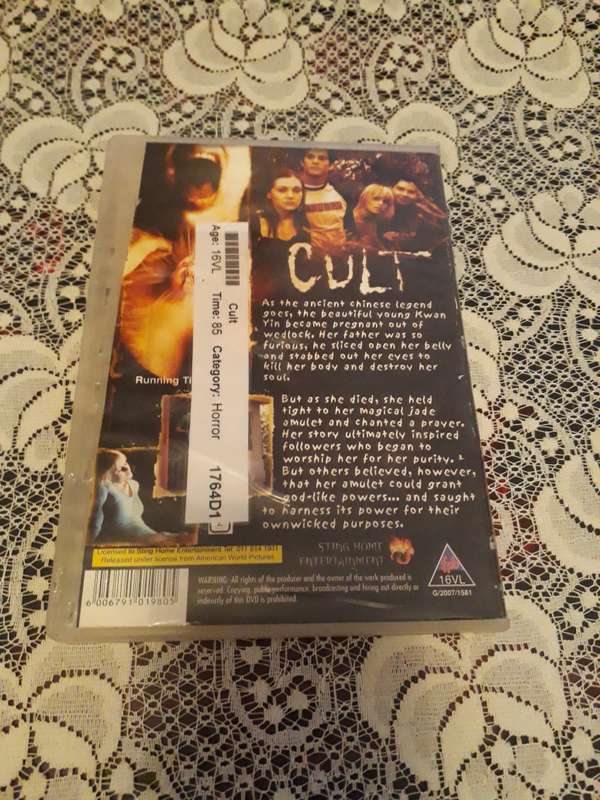 CULT
As the ancient chinese legend
goes, the beautiful young Kwan
Yin became pregnant out of
wedlock. Her father was so
furious, he sliced open her belly
and stabbed out her eyes to
kill her body and destroy her
soul.
But as she died, she held
tight to her magical jade
amulet and chanted a prayer.
Her story ultimately inspired
followers who began to
worship her for her purity.
But others believed, however,
that her amulet could grant
god-like powers... and sought
to harness its power for their
ownwicked purposes.
Cult
Age: 16VL Time: 85 Category: Horror 1764D1
Running Ti
Licensed to Sting Home Entertainment Tel: 011 834 1911
Released under license from American World Pictures
6 006791 019805
WARNING: All rights of the producer and the owner of the work produced is
reserved. Copying, public performance, broadcasting and hiring out directly or
indirectly of this DVD is prohibited.
STING HOME
ENTERTAINMENT
16VL
G/2007/1581